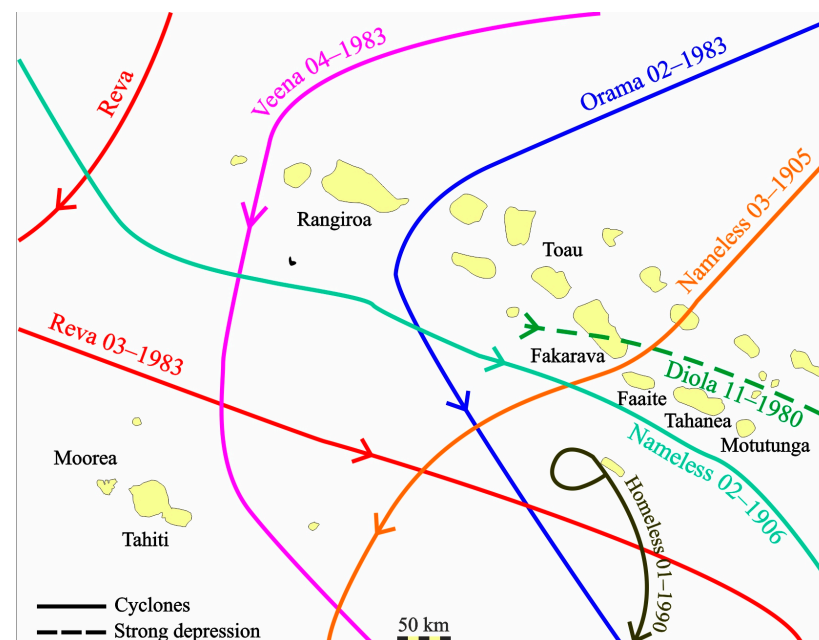 Veena 04–1983
Orama 02–1983
Reva
Nameless 03–1905
Rangiroa
Toau
Reva 03–1983
Fakarava
Diola 11–1980
Faaite
Tahanea
Motutunga
Nameless 02–1906
Moorea
Homeless 01–1990
Tahiti
Cyclones
50 km
Strong depression